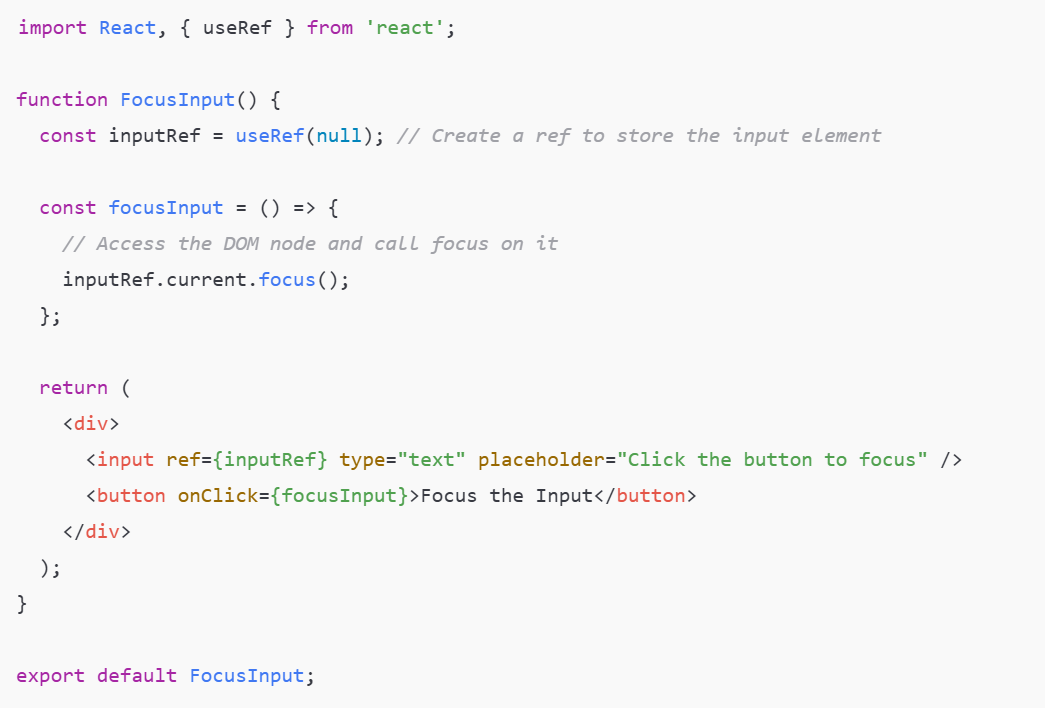 import React, { useRef } from 'react';

function FocusInput() {
  const inputRef = useRef(null); // Create a ref to store the input element

  const focusInput = () => {
    // Access the DOM node and call focus on it
    inputRef.current.focus();
  };

  return (
    <div>
      <input ref={inputRef} type="text" placeholder="Click the button to focus" />
      <button onClick={focusInput}>Focus the Input</button>
    </div>
  );
}

export default FocusInput;